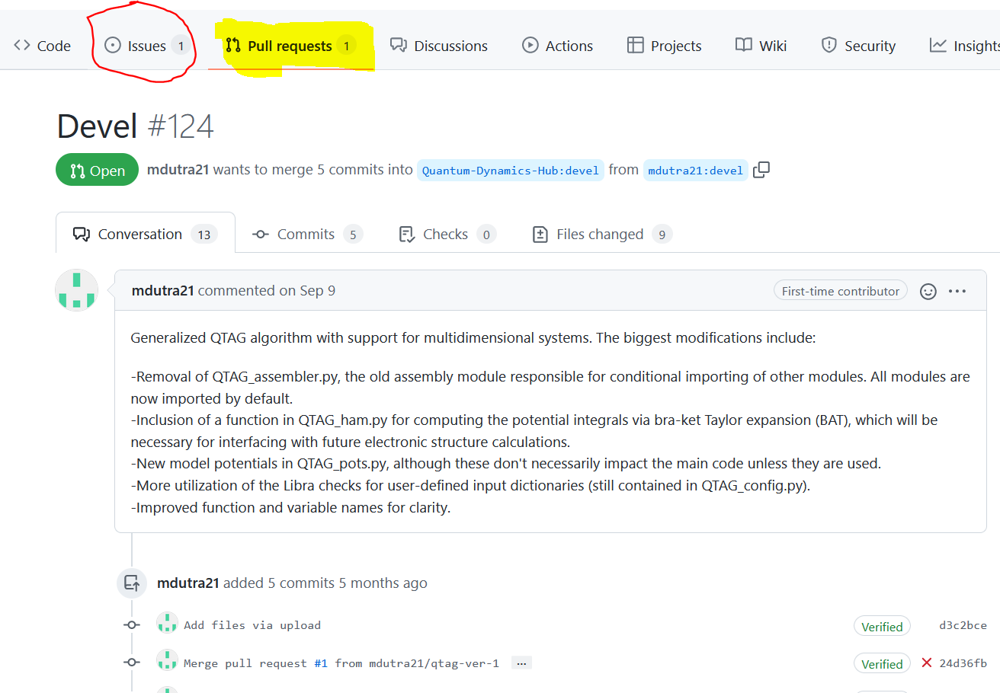 Code Issues 1 Pull requests 1 Discussions Actions Projects Wiki Security Insights
Devel #124
Open mdutra21 wants to merge 5 commits into Quantum-Dynamics-Hub:devel from mdutra21:devel
Conversation 13 Commits 5 Checks 0 Files changed 9
mdutra21 commented on Sep 9 First-time contributor ...
Generalized QTAG algorithm with support for multidimensional systems. The biggest modifications include:
-Removal of QTAG_assembler.py, the old assembly module responsible for conditional importing of other modules. All modules are
now imported by default.
-Inclusion of a function in QTAG_ham.py for computing the potential integrals via bra-ket Taylor expansion (BAT), which will be
necessary for interfacing with future electronic structure calculations.
-New model potentials in QTAG_pots.py, although these don't necessarily impact the main code unless they are used.
-More utilization of the Libra checks for user-defined input dictionaries (still contained in QTAG_config.py).
-Improved function and variable names for clarity.
mdutra21 added 5 commits 5 months ago
Add files via upload Verified d3c2bce
Merge pull request #1 from mdutra21/qtag-ver-1 ... Verified 24d36fb